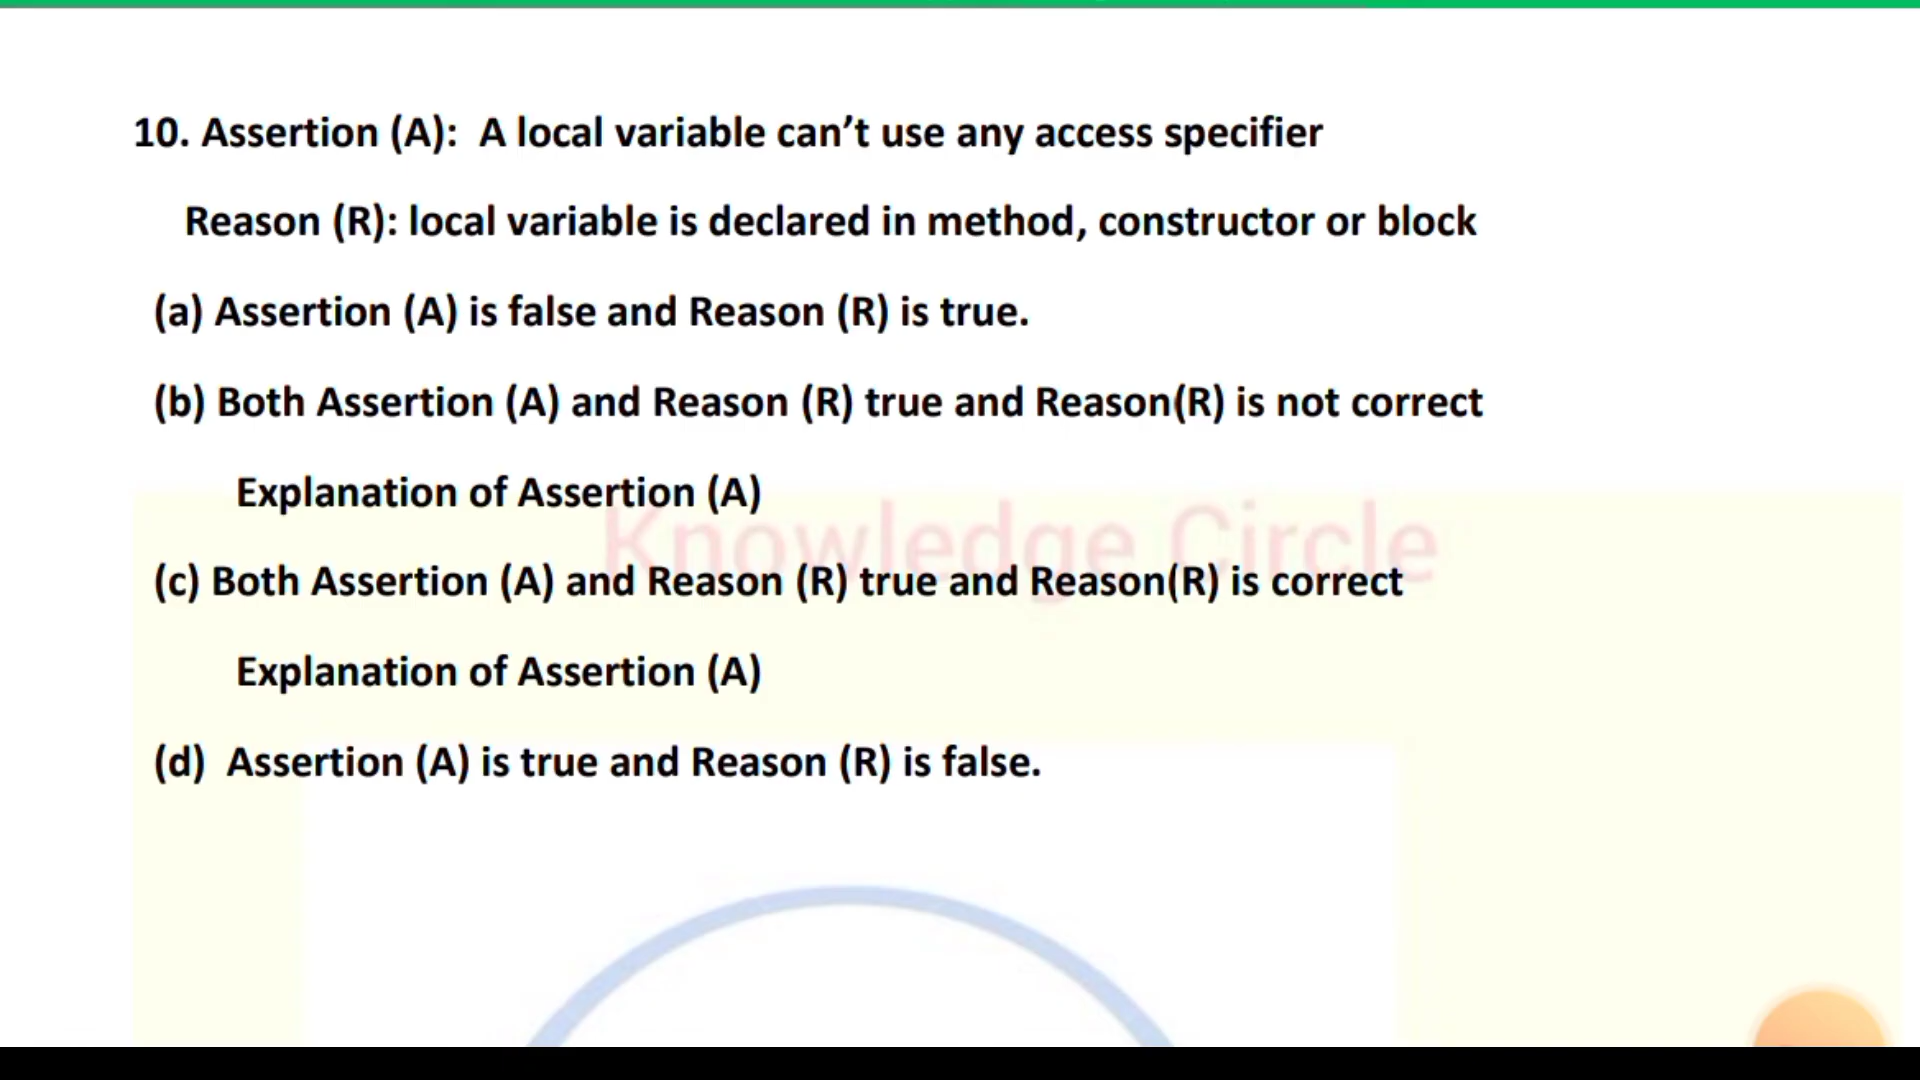 10. Assertion (A):  A local variable can’t use any access specifier
Reason (R): local variable is declared in method, constructor or block
(a) Assertion (A) is false and Reason (R) is true.
(b) Both Assertion (A) and Reason (R) true and Reason(R) is not correct
Explanation of Assertion (A)
Knowledge Circle
(c) Both Assertion (A) and Reason (R) true and Reason(R) is correct
Explanation of Assertion (A)
(d)  Assertion (A) is true and Reason (R) is false.